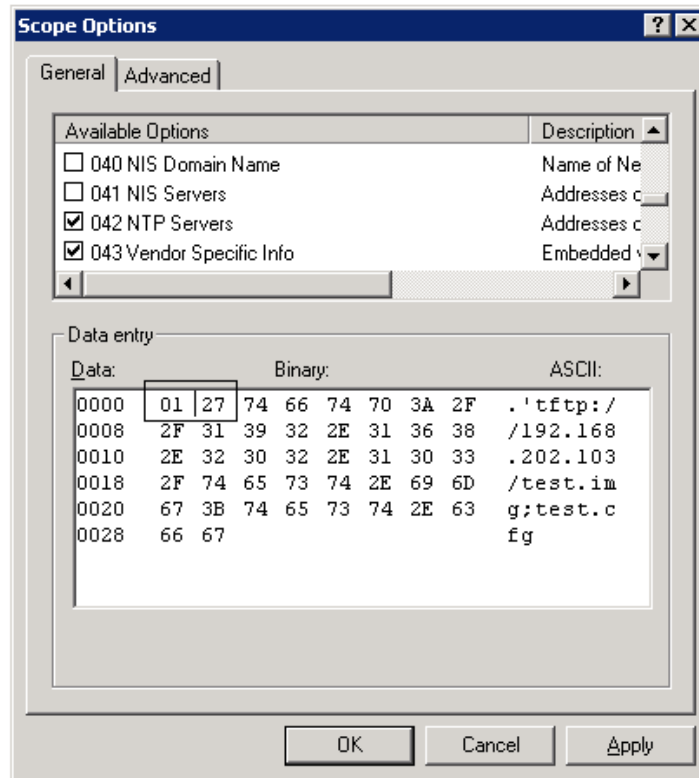 Scope Options
General Advanced
Available Options Description
040 NIS Domain Name Name of Ne
041 NIS Servers Addresses c
042 NTP Servers Addresses c
043 Vendor Specific Info Embedded v
Data entry
Data: Binary: ASCII:
0000 01 27 74 66 74 70 3A 2F .'tftp:/
0008 2F 31 39 32 2E 31 36 38 /192.168
0010 2E 32 30 32 2E 31 30 33 .202.103
0018 2F 74 65 73 74 2E 69 6D /test.im
0020 67 3B 74 65 73 74 2E 63 g;test.c
0028 66 67 fg
OK Cancel Apply